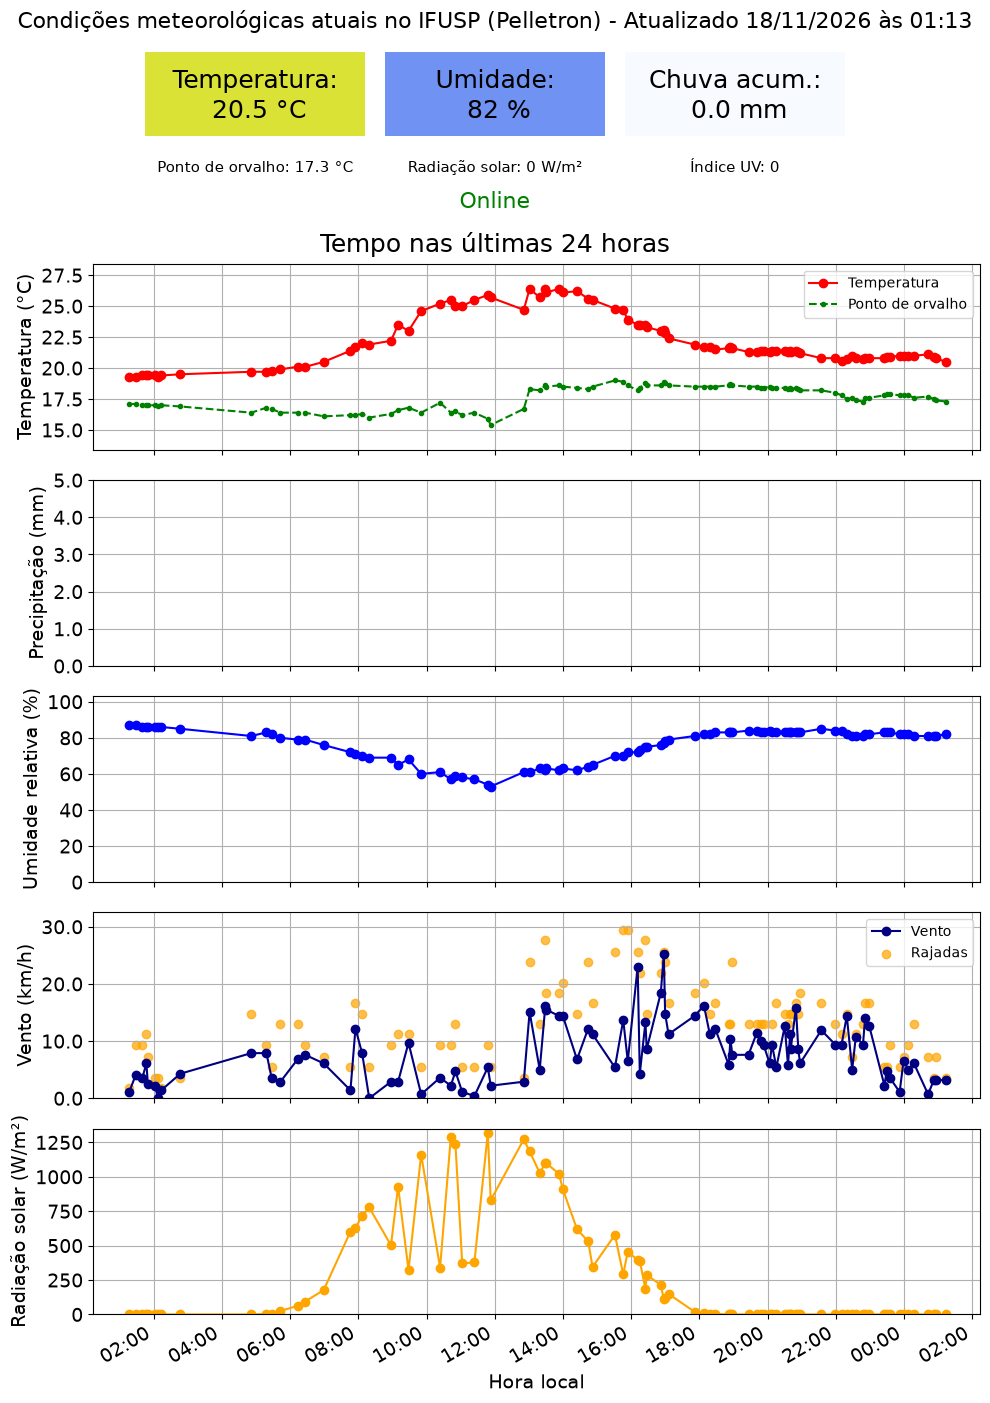 Condições meteorológicas atuais no IFUSP (Pelletron) - Atualizado 18/11/2026 às 01:13
Temperatura:
20.5 °C
Umidade:
82 %
Chuva acum.:
0.0 mm
Ponto de orvalho: 17.3 °C
Radiação solar: 0 W/m²
Índice UV: 0
Online
Tempo nas últimas 24 horas
Temperatura (°C)
27.5
25.0
22.5
20.0
17.5
15.0
Temperatura
Ponto de orvalho
Precipitação (mm)
5.0
4.0
3.0
2.0
1.0
0.0
Umidade relativa (%)
100
80
60
40
20
0
Vento (km/h)
30.0
20.0
10.0
0.0
Vento
Rajadas
Radiação solar (W/m²)
1250
1000
750
500
250
0
02:00
04:00
06:00
08:00
10:00
12:00
14:00
16:00
18:00
20:00
22:00
00:00
02:00
Hora local